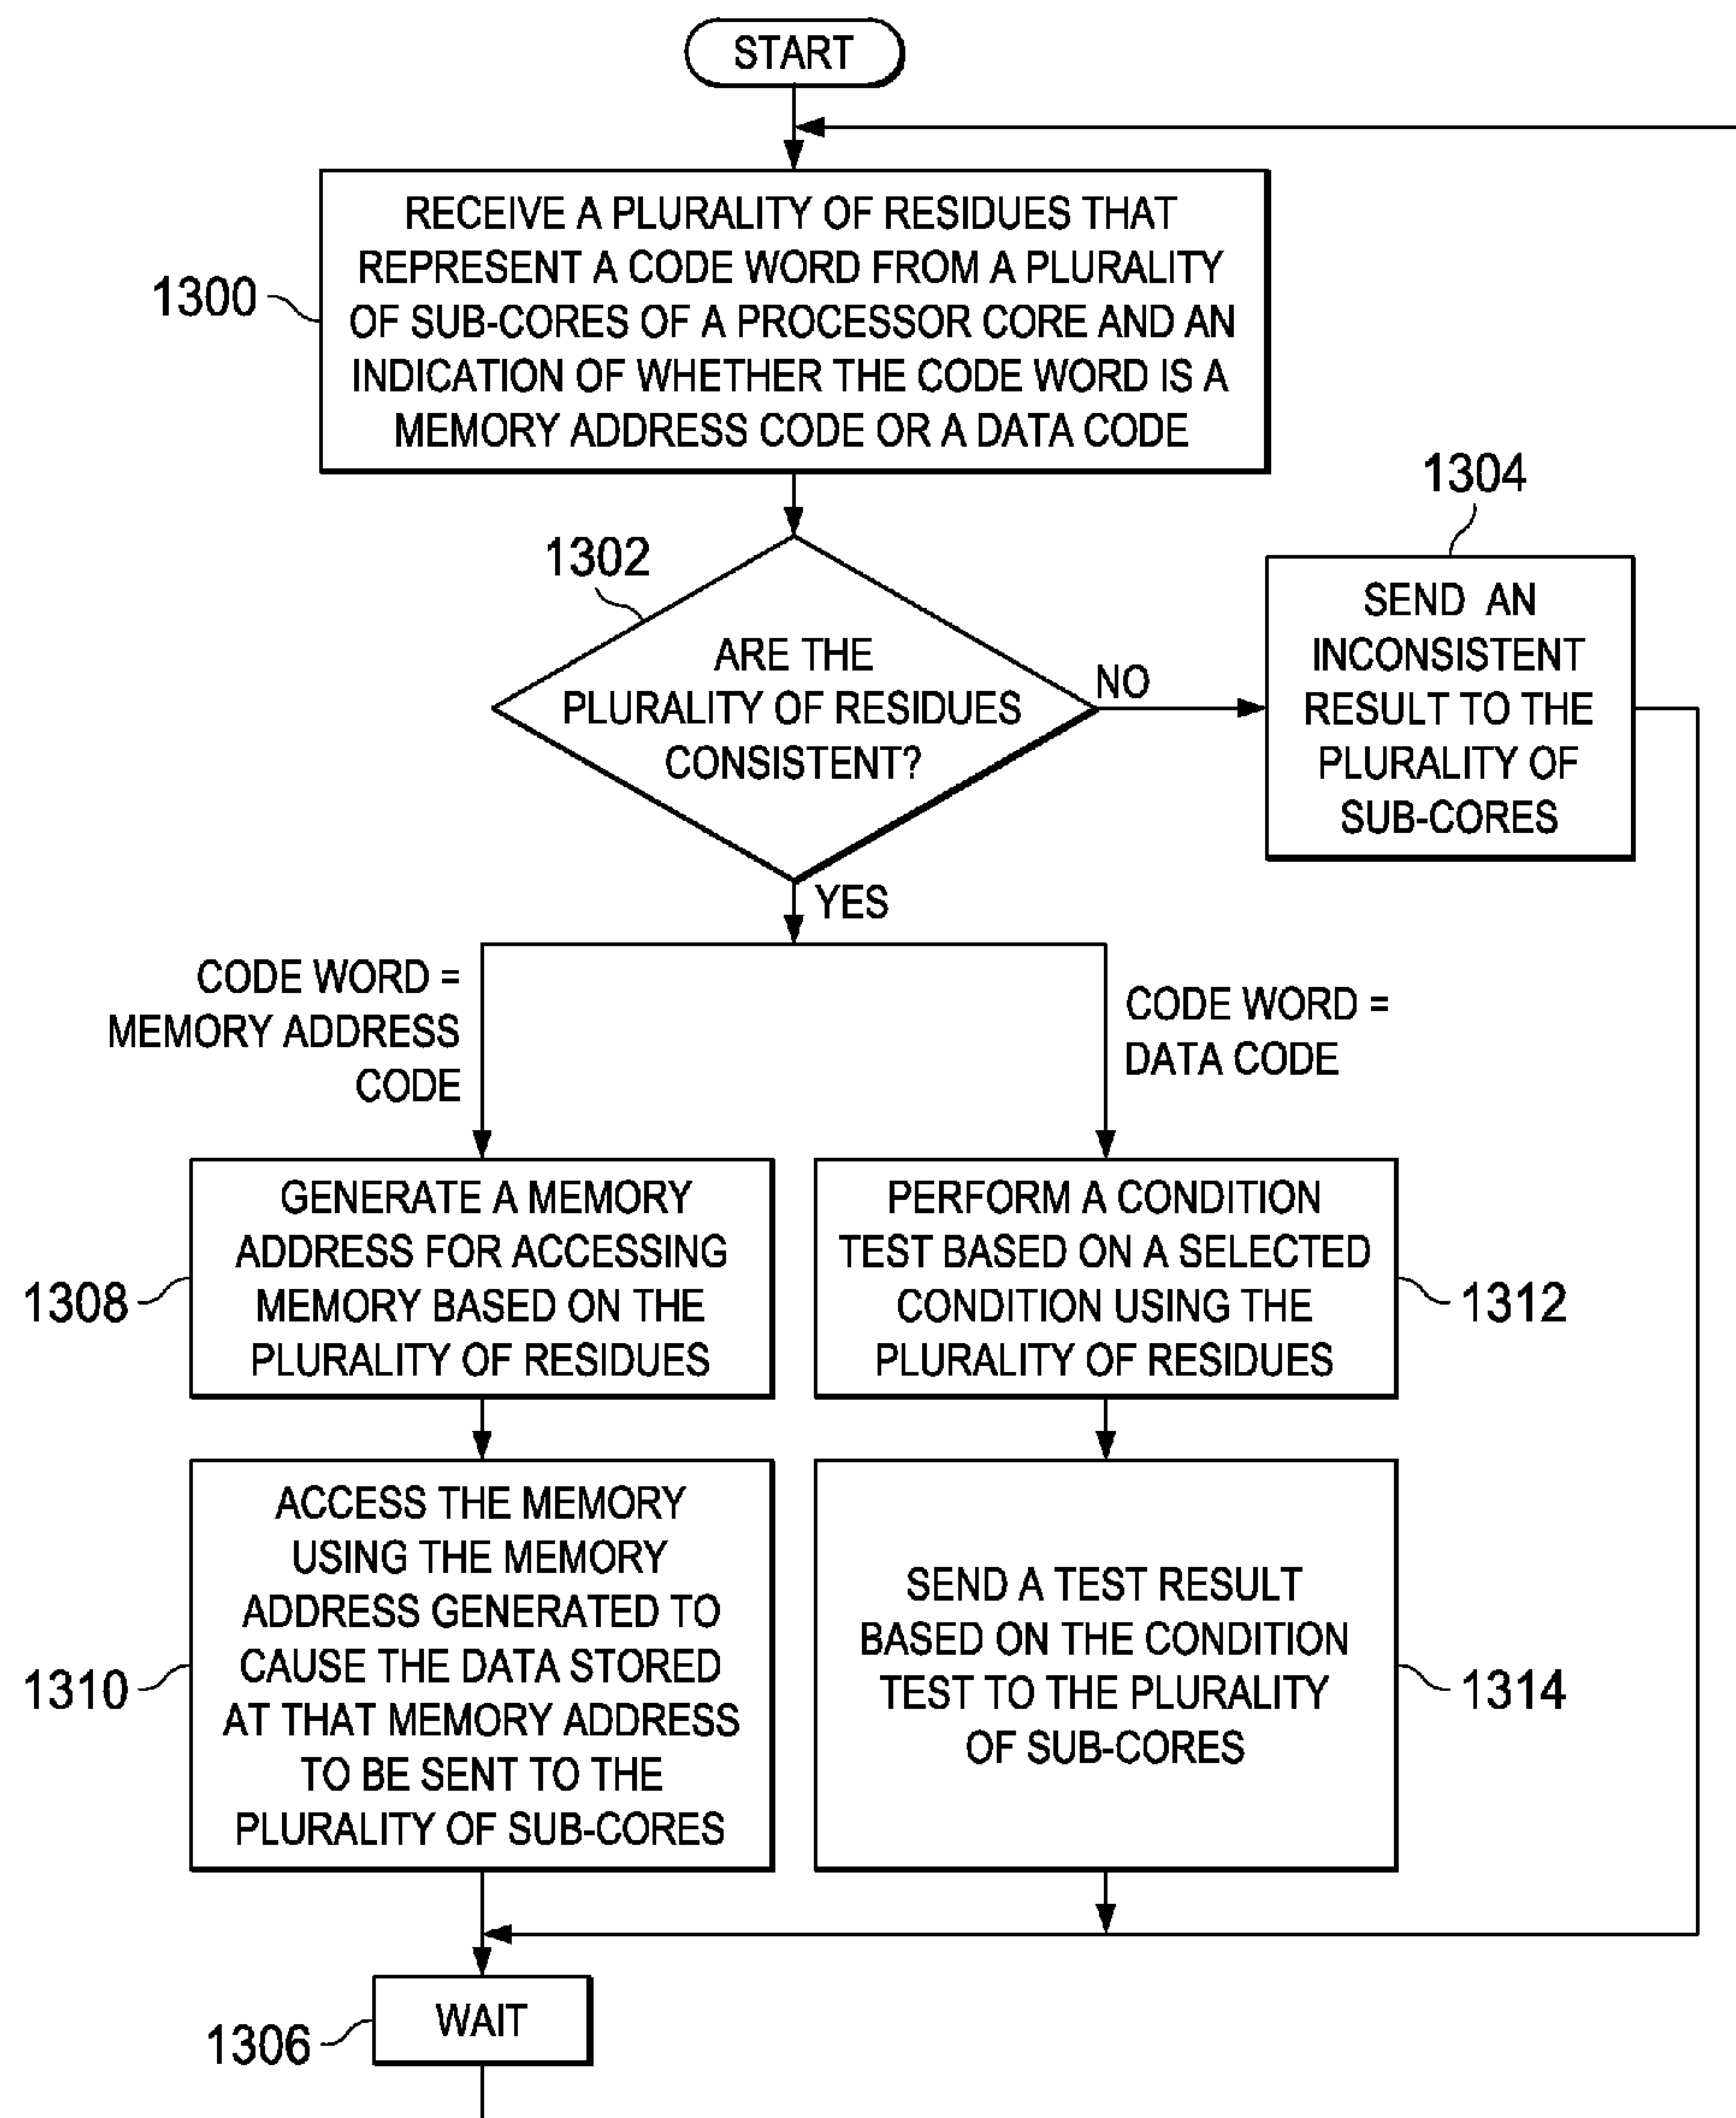 START
RECEIVE A PLURALITY OF RESIDUES THAT
REPRESENT A CODE WORD FROM A PLURALITY
OF SUB-CORES OF A PROCESSOR CORE AND AN
INDICATION OF WHETHER THE CODE WORD IS A
MEMORY ADDRESS CODE OR A DATA CODE
1300
1304
1302
SEND AN
INCONSISTENT
RESULT TO THE
PLURALITY OF
SUB-CORES
ARE THE
PLURALITY OF RESIDUES
CONSISTENT?
NO
YES
CODE WORD =
MEMORY ADDRESS
CODE
CODE WORD =
DATA CODE
GENERATE A MEMORY
ADDRESS FOR ACCESSING
MEMORY BASED ON THE
PLURALITY OF RESIDUES
1308
PERFORM A CONDITION
TEST BASED ON A SELECTED
CONDITION USING THE
PLURALITY OF RESIDUES
1312
ACCESS THE MEMORY
USING THE MEMORY
ADDRESS GENERATED TO
CAUSE THE DATA STORED
AT THAT MEMORY ADDRESS
TO BE SENT TO THE
PLURALITY OF SUB-CORES
1310
SEND A TEST RESULT
BASED ON THE CONDITION
TEST TO THE PLURALITY
OF SUB-CORES
1314
WAIT
1306